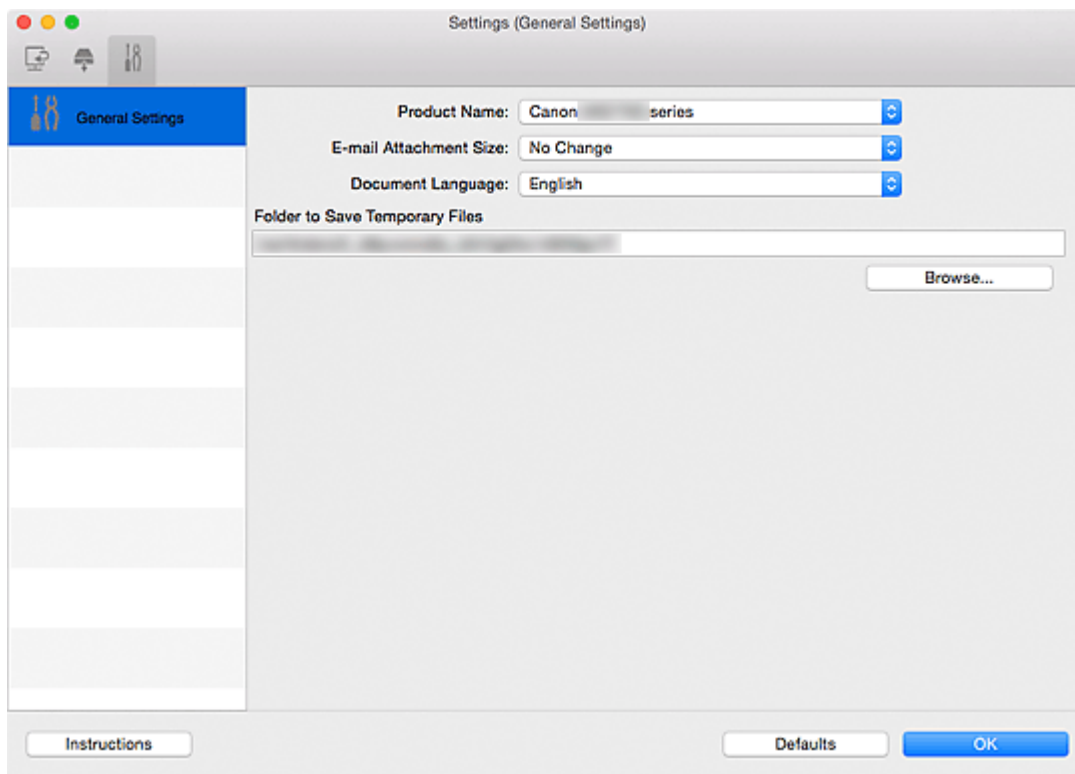 Settings (General Settings)
General Settings
Product Name: Canon series
E-mail Attachment Size: No Change
Document Language: English
Folder to Save Temporary Files
Browse...
Instructions
Defaults
OK